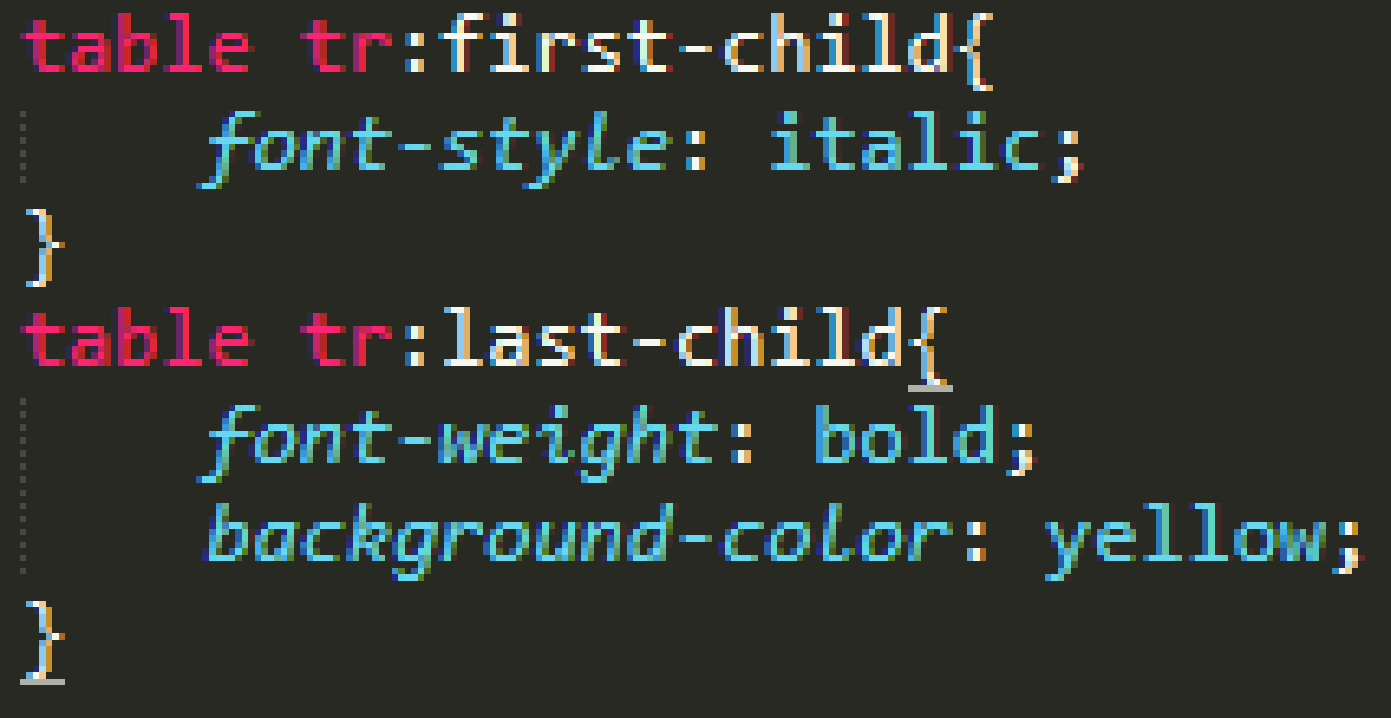 table tr:first-child{
    font-style: italic;
}
table tr:last-child{
    font-weight: bold;
    background-color: yellow;
}